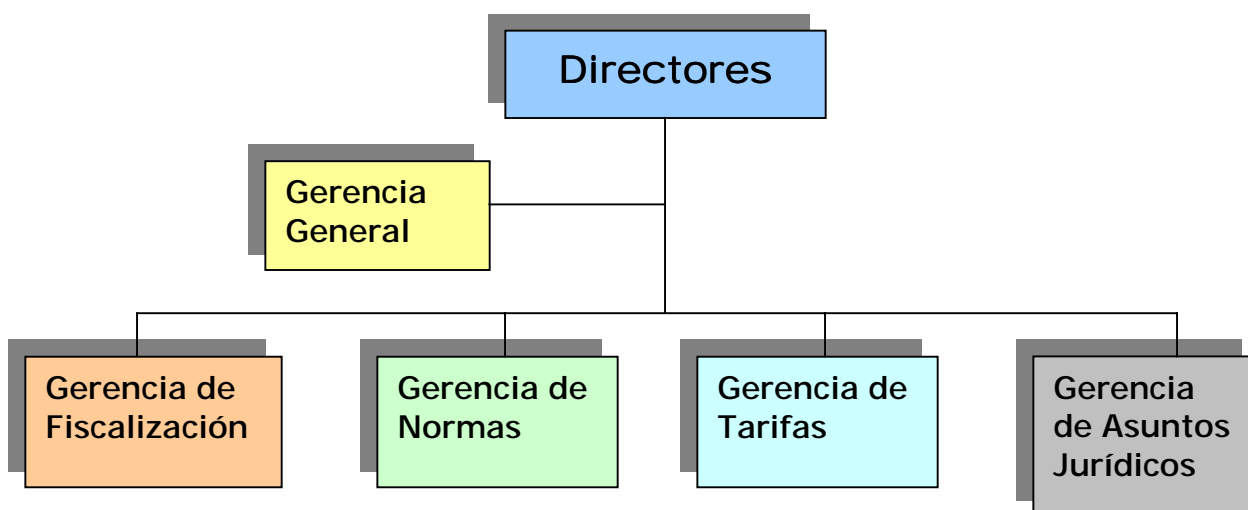 Directores
Gerencia
General
Gerencia de
Fiscalización
Gerencia de
Normas
Gerencia de
Tarifas
Gerencia
de Asuntos
Jurídicos